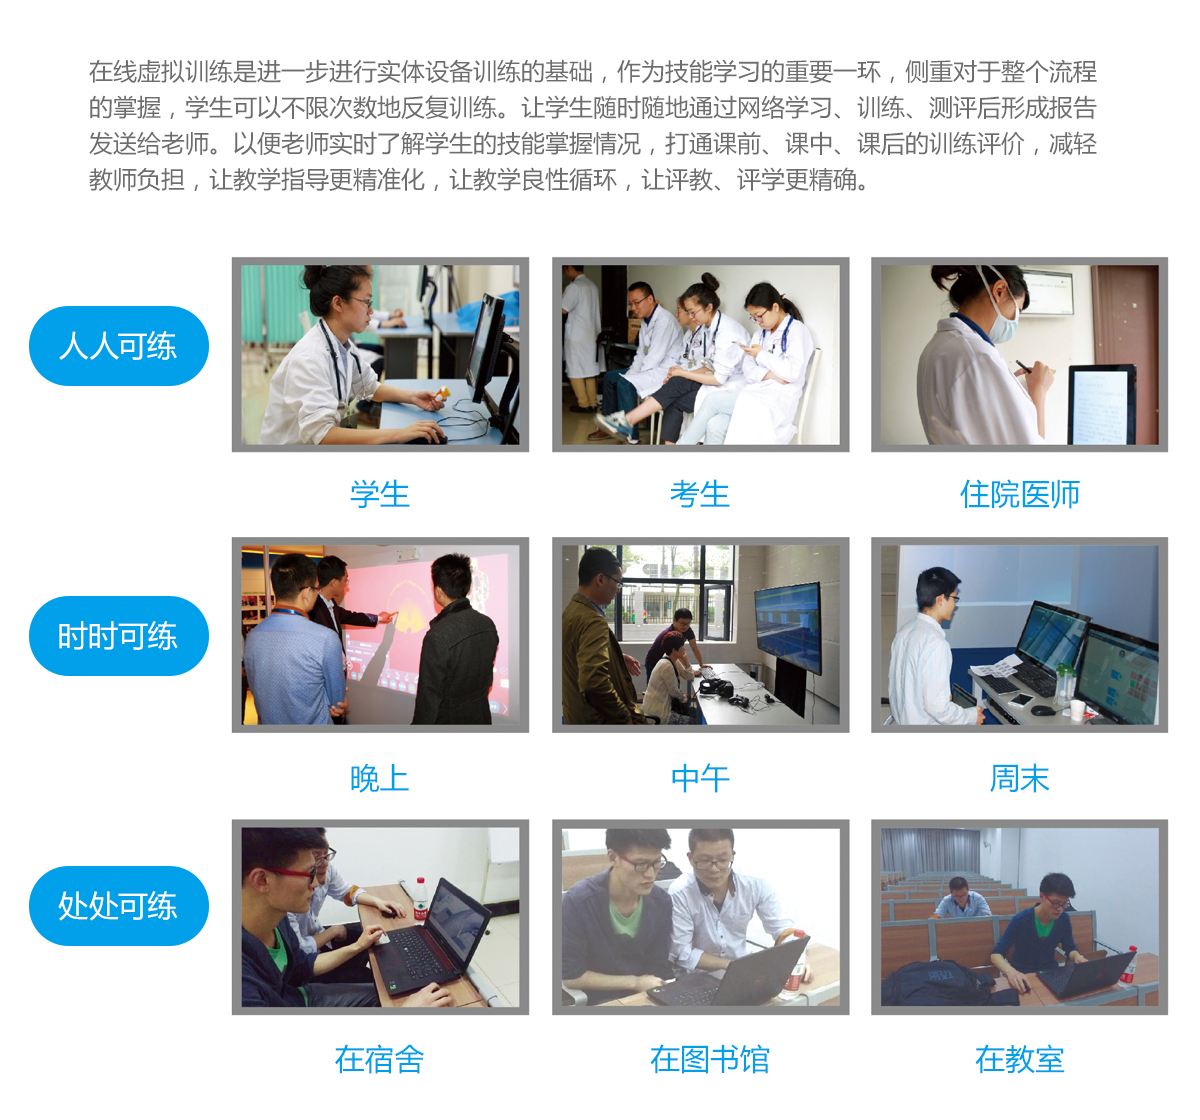 在线虚拟训练是进一步进行实体设备训练的基础，作为技能学习的重要一环，侧重对于整个流程
的掌握，学生可以不限次数地反复训练。让学生随时随地通过网络学习、训练、测评后形成报告
发送给老师。以便老师实时了解学生的技能掌握情况，打通课前、课中、课后的训练评价，减轻
教师负担，让教学指导更精准化，让教学良性循环，让评教、评学更精确。
人人可练
学生
考生
住院医师
时时可练
晚上
中午
周末
处处可练
在宿舍
在图书馆
在教室